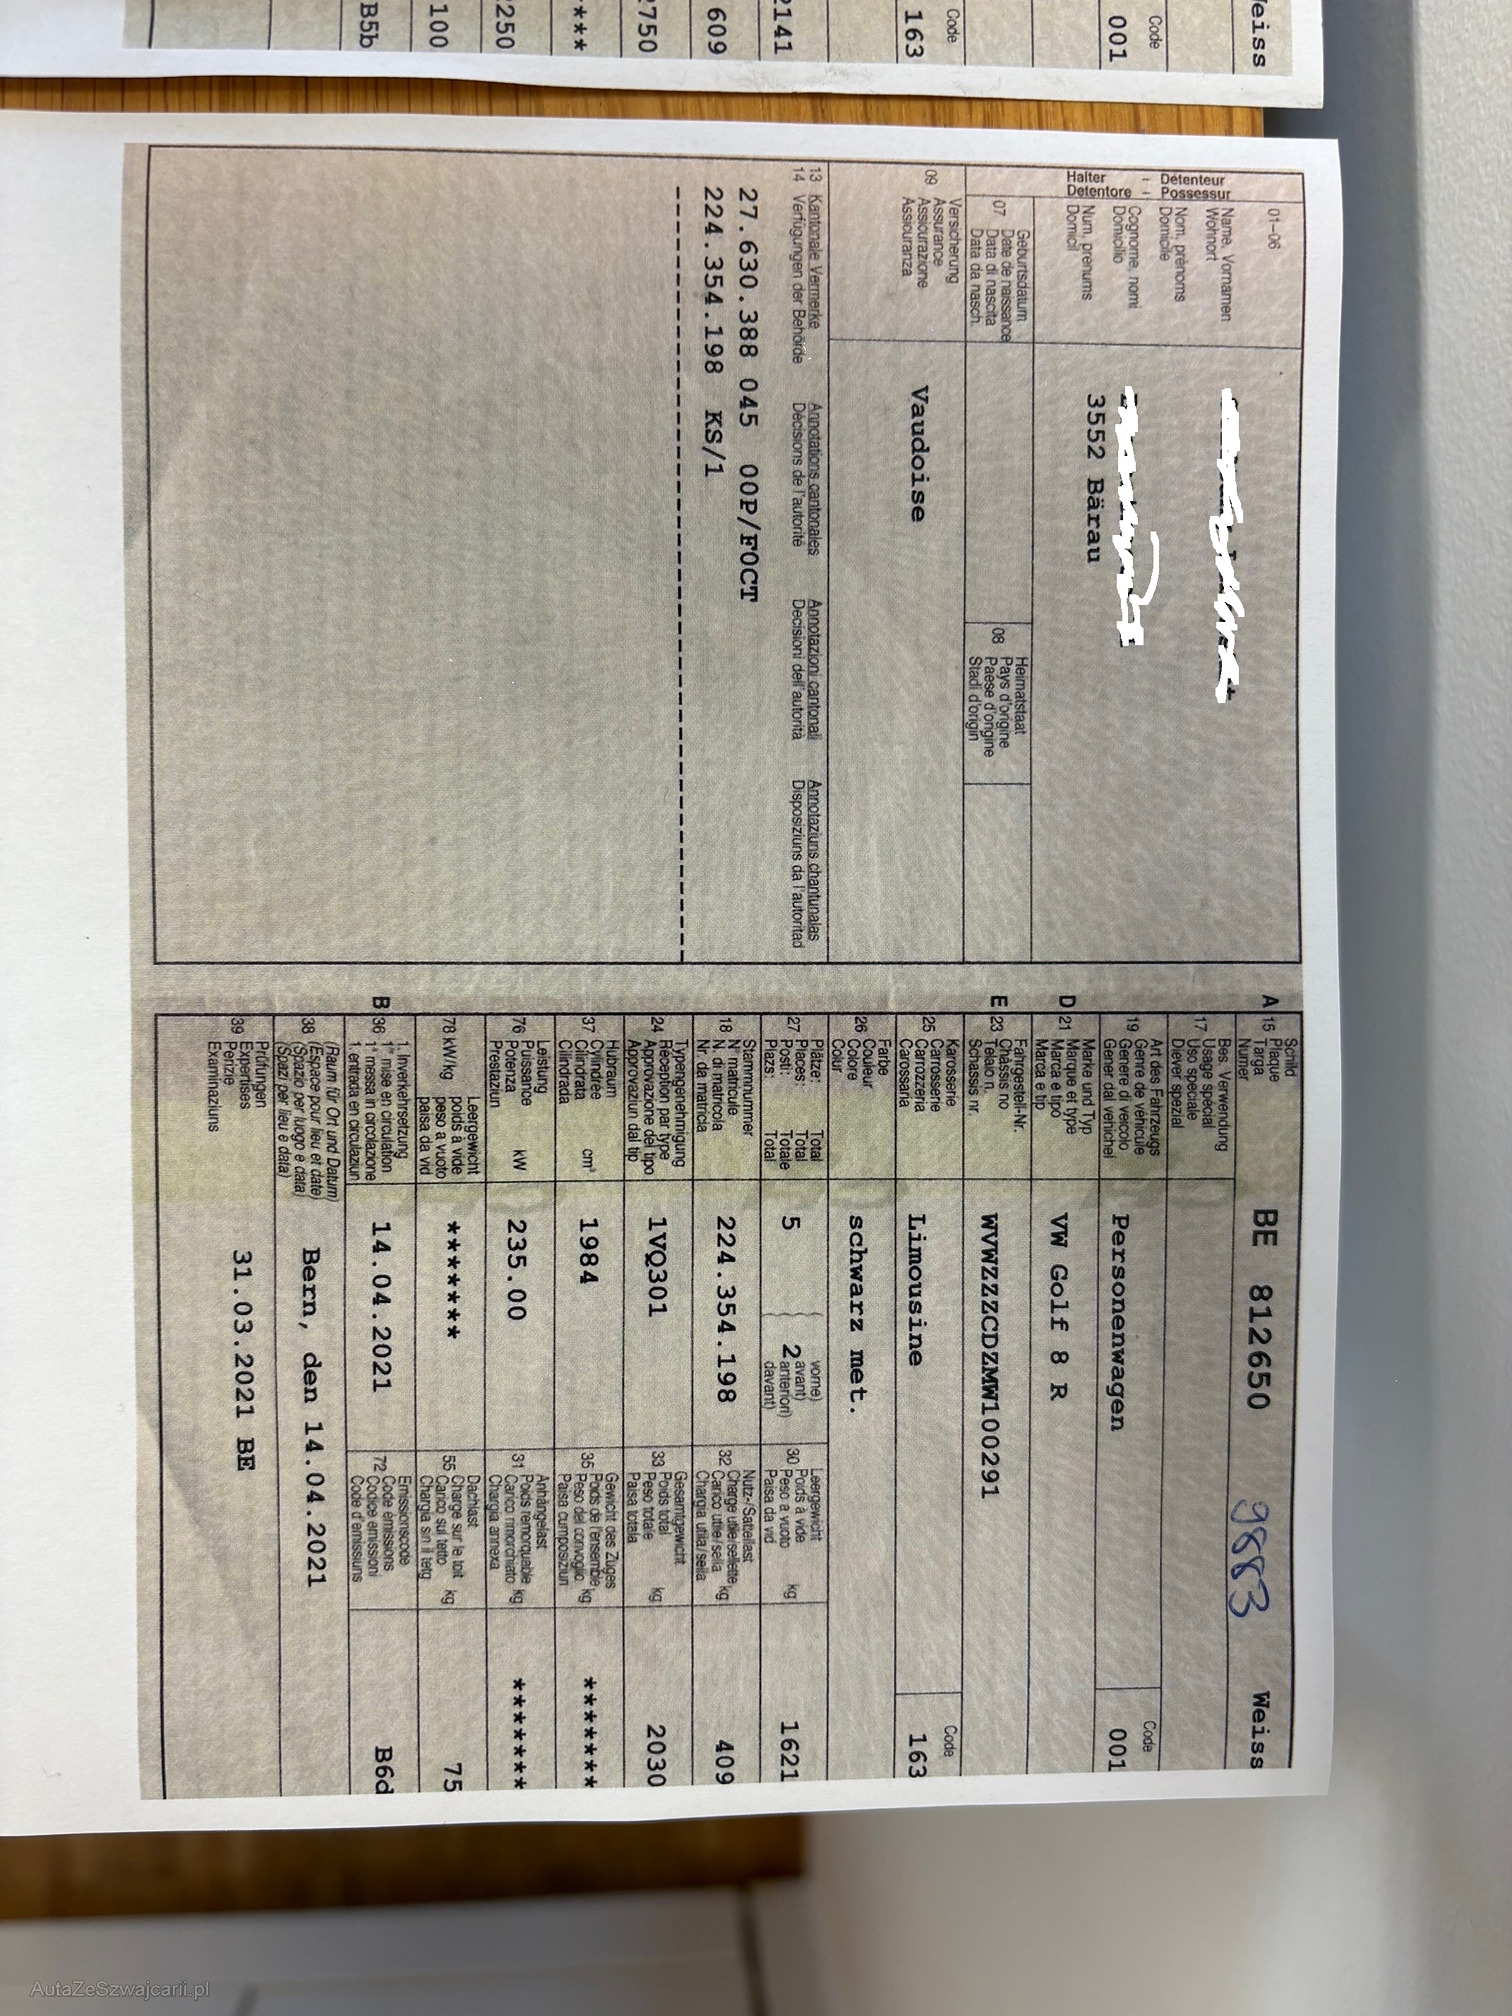 eiss
Code
001
Code
163
2141
609
2750
****
2250
100
B5b
01-06
Halter - Détenteur
Detentore - Possessur
Name, Vornamen
Wohnort
Nom, prénoms
Domicile
Cognome, nomi
Domicilio
Num, prenums
Domicil
3552 Bärau
07
Geburtsdatum
Date de naissance
Data di nascita
Data da nasch.
08
Heimatstaat
Pays d'origine
Paese d'origine
Stadi d'origin
09
Versicherung
Assurance
Assicurazione
Assicuranza
Vaudoise
13 Kantonale Vermerke Annotations cantonales Annotazioni cantonali Annotaziuns chantunalas
14 Verfügungen der Behörde Décisions de l'autorité Decisioni dell'autorità Disposiziuns da l'autoritad
27.630.388 045 00P/F0CT
224.354.198 KS/1
A 15
Schild
Plaque
Targa
Numer
BE 812650 9883 Weiss
17
Bes. Verwendung
Usage spécial
Uso speciale
Diever spezial
19
Art des Fahrzeugs
Genre de véhicule
Genere di veicolo
Gener dal vehichel
Personenwagen
Code
001
D 21
Marke und Typ
Marque et type
Marca e tipo
Marca e tip
VW Golf 8 R
E 23
Fahrgestell-Nr.
Châssis no
Telaio n.
Schassis nr.
WVWZZZCDZMW100291
25
Karosserie
Carosserie
Carrozzeria
Carossaria
Limousine
Code
163
26
Farbe
Couleur
Colore
Colur
schwarz met.
27
Plätze: Total
Places: Total
Posti: Totale
Plazs: Total
5
( vorne)
( avant)
2 anteriori)
davant)
30
Leergewicht
Poids à vide
Peso a vuoto kg
Paisa da vid
1621
18
Stammnummer
N° matricule
N. di matricola
Nr. da matricla
224.354.198
32
Nutz-/Sattellast
Charge utile/sellette kg
Carico utile/sella
Chargia utila/sella
409
24
Typengenehmigung
Réception par type
Approvazione del tipo
Approvaziun dal tip
1VQ301
33
Gesamtgewicht
Poids total
Peso totale kg
Paisa totala
2030
37
Hubraum
Cylindrée
Cilindrata cm³
Cilindrada
1984
35
Gewicht des Zuges
Poids de l'ensemble kg
Peso del convoglio
Paisa cumposiziun
*******
76
Leistung
Puissance
Potenza kW
Prestaziun
235.00
31
Anhängelast
Poids remorquable kg
Carico rimorchiato
Chargia annexa
*******
78 kW/kg
Leergewicht
poids à vide
peso a vuoto
paisa da vid
*******
55
Dachlast
Charge sur le toit kg
Carico sul tetto
Chargia sin il tetg
75
B 36
1. Inverkehrsetzung
1re mise en circulation
1a messa in circolazione
1. entrada en circulaziun
14.04.2021
72
Emissionscode
Code émissions
Codice emissioni
Code d'emissiuns
B6d
38
(Raum für Ort und Datum)
(Espace pour lieu et date)
(Spazio per luogo e data)
(Spazi per lieu e data)
Bern, den 14.04.2021
39
Prüfungen
Expertises
Perizie
Examinaziuns
31.03.2021 BE
AutaZeSzwajcarii.pl